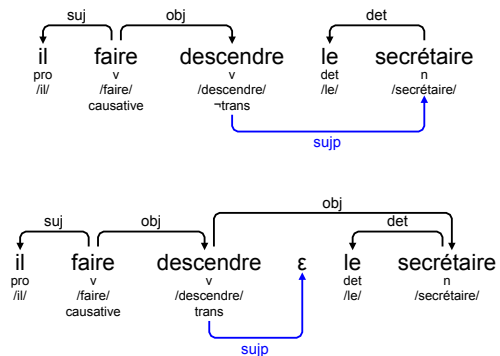 suj obj det
il faire descendre le secrétaire
pro v v det n
/il/ /faire/ /descendre/ /le/ /secrétaire/
causative ¬trans
sujp
obj
suj obj det
il faire descendre ε le secrétaire
pro v v det n
/il/ /faire/ /descendre/ /le/ /secrétaire/
causative trans
sujp